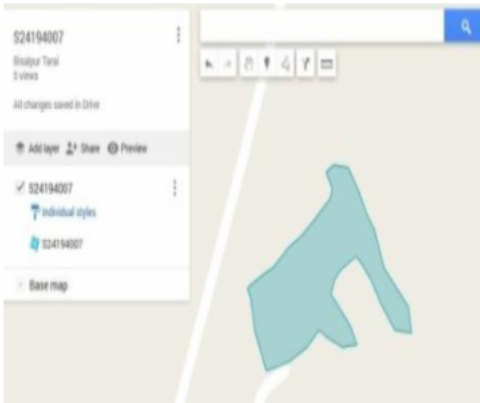 S24194007
Bisalpur Tarai
5 views
All changes saved in Drive
Add layer Share Preview
S24194007
Individual styles
S24194007
Base map